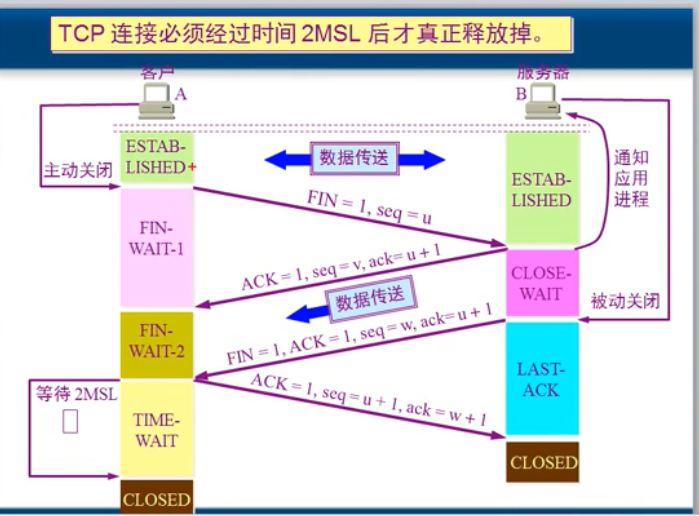 TCP 连接必须经过时间 2MSL 后才真正释放掉。
客户
A
服务器
B
ESTAB-
LISHED+
主动关闭
数据传送
ESTAB-
LISHED
通知
应用
进程
FIN = 1, seq = u
FIN-
WAIT-1
ACK = 1, seq = v, ack= u + 1
CLOSE-
WAIT
数据传送
被动关闭
FIN-
WAIT-2
FIN = 1, ACK = 1, seq = w, ack= u + 1
LAST-
ACK
等待 2MSL
ACK = 1, seq = u + 1, ack = w + 1
TIME-
WAIT
CLOSED
CLOSED